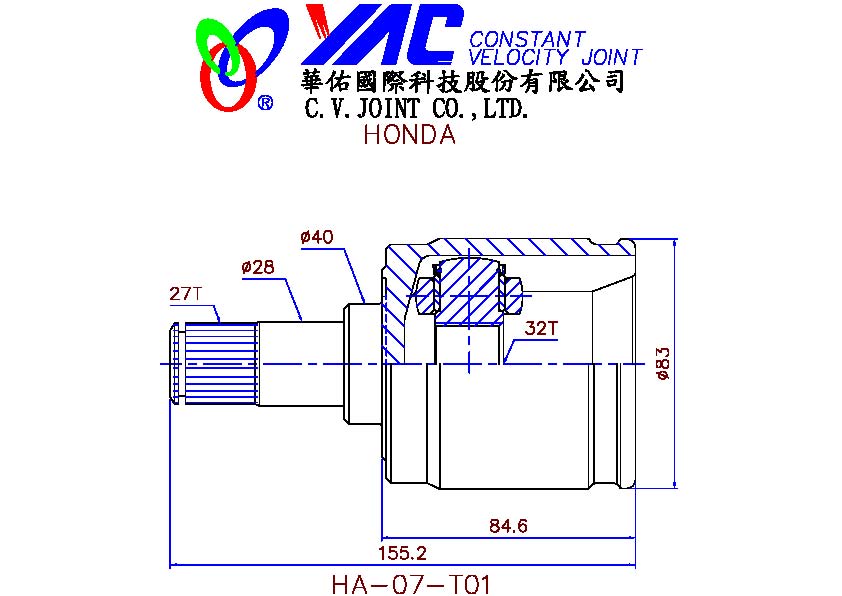 YAC CONSTANT
VELOCITY JOINT
®
華佑國際科技股份有限公司
C.V.JOINT CO.,LTD.
HONDA
ø40
ø28
27T
32T
ø83
84.6
155.2
HA-07-T01